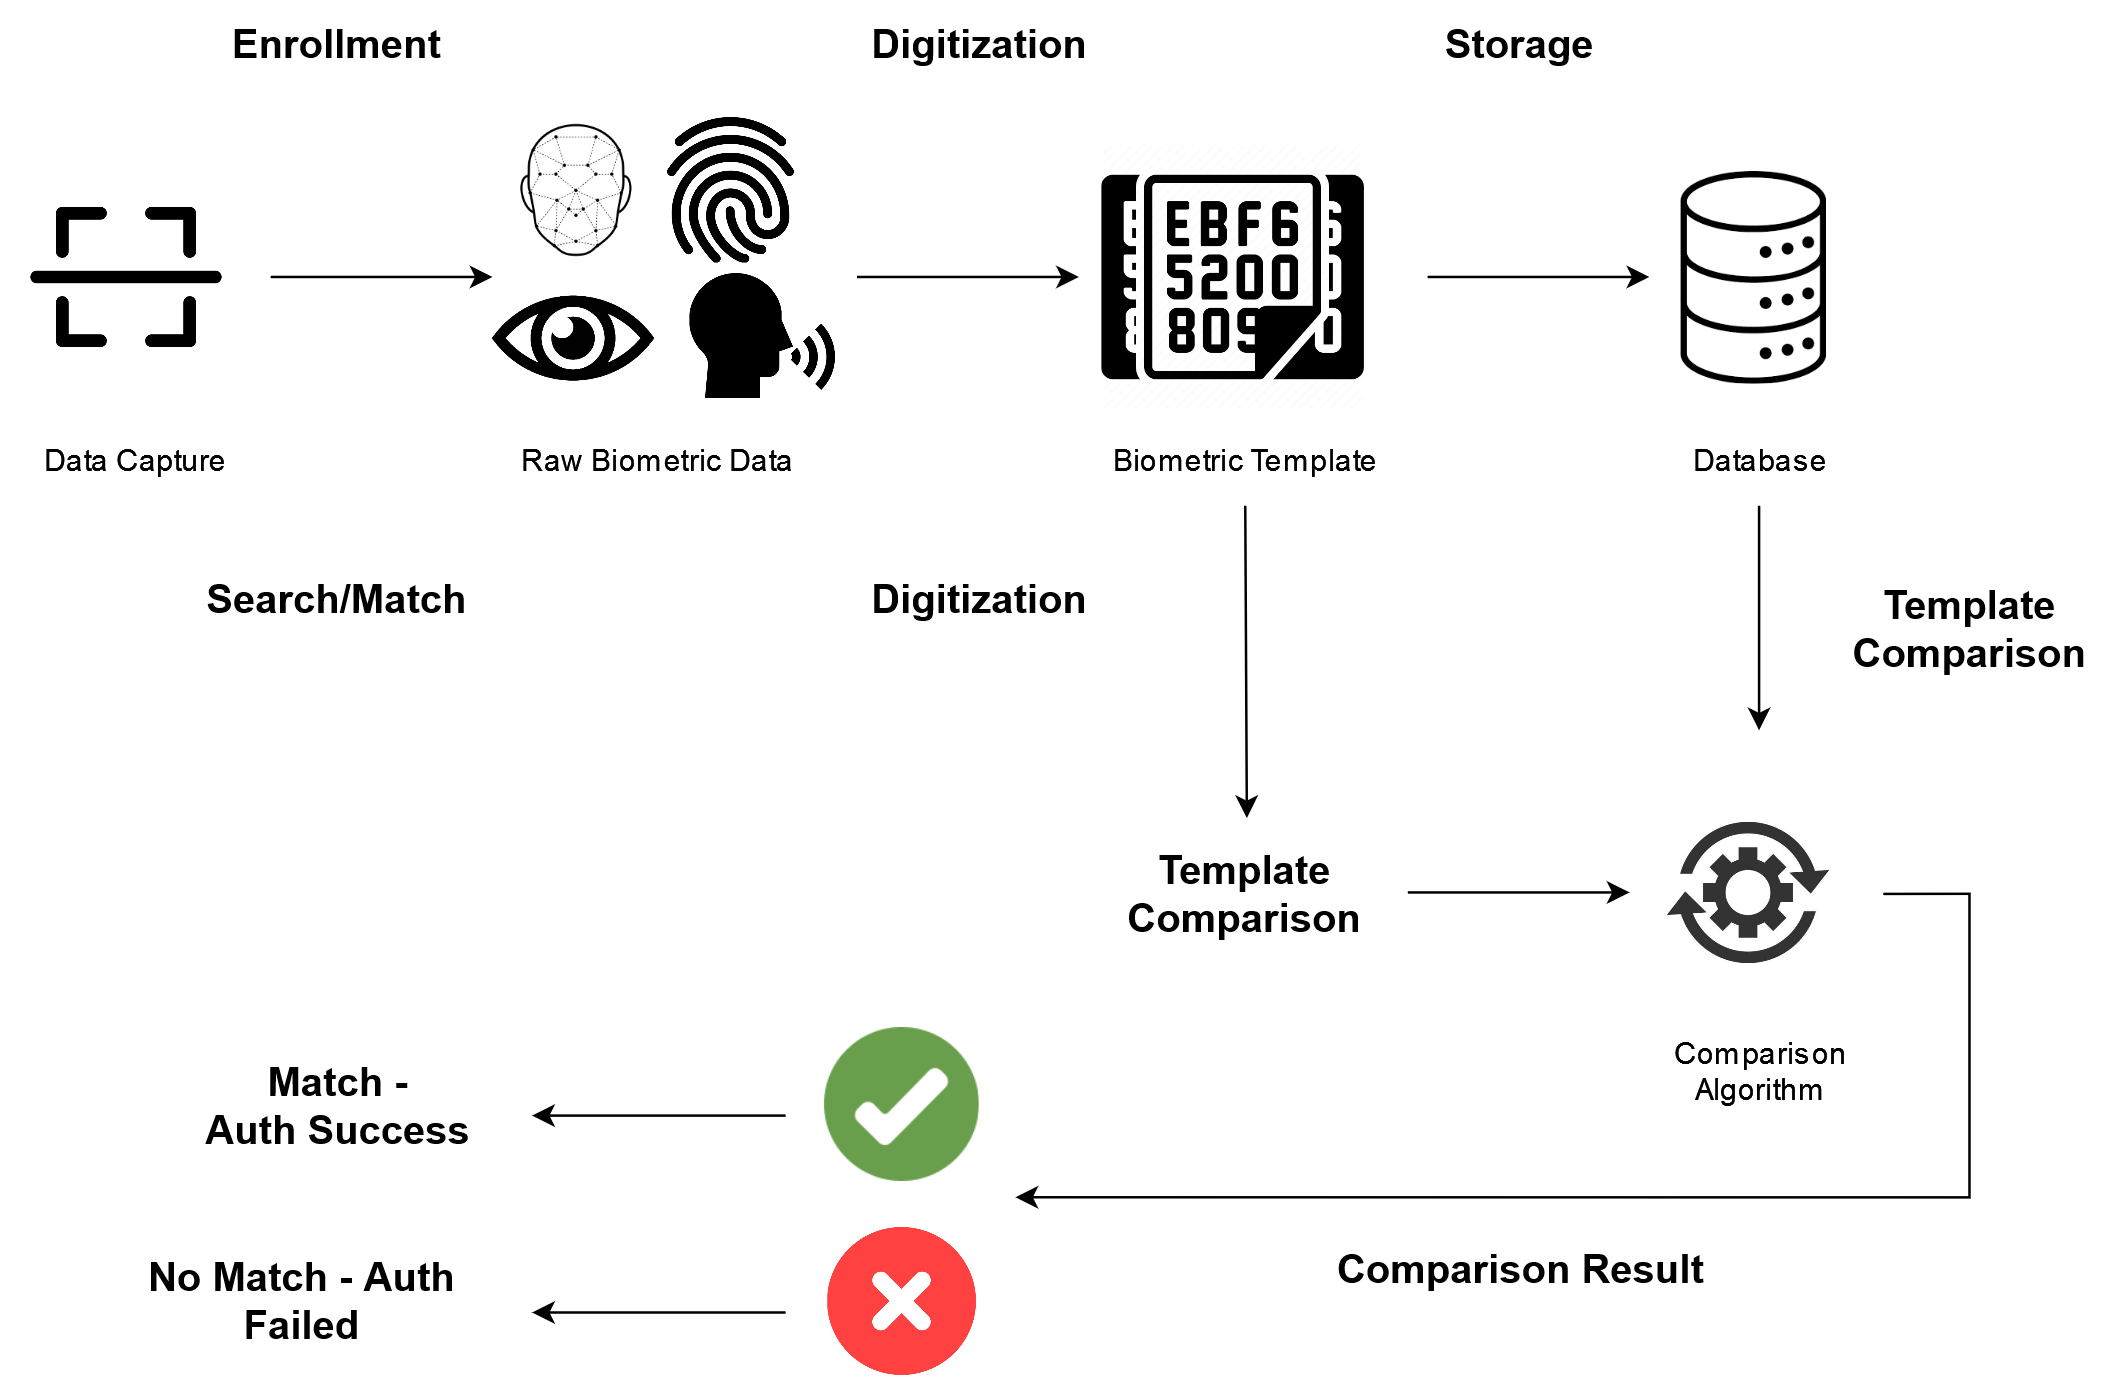 Enrollment
Digitization
Storage
EBF6
5200
809
Data Capture
Raw Biometric Data
Biometric Template
Database
Search/Match
Digitization
Template
Comparison
Template
Comparison
Comparison
Algorithm
Match -
Auth Success
Comparison Result
No Match - Auth
Failed